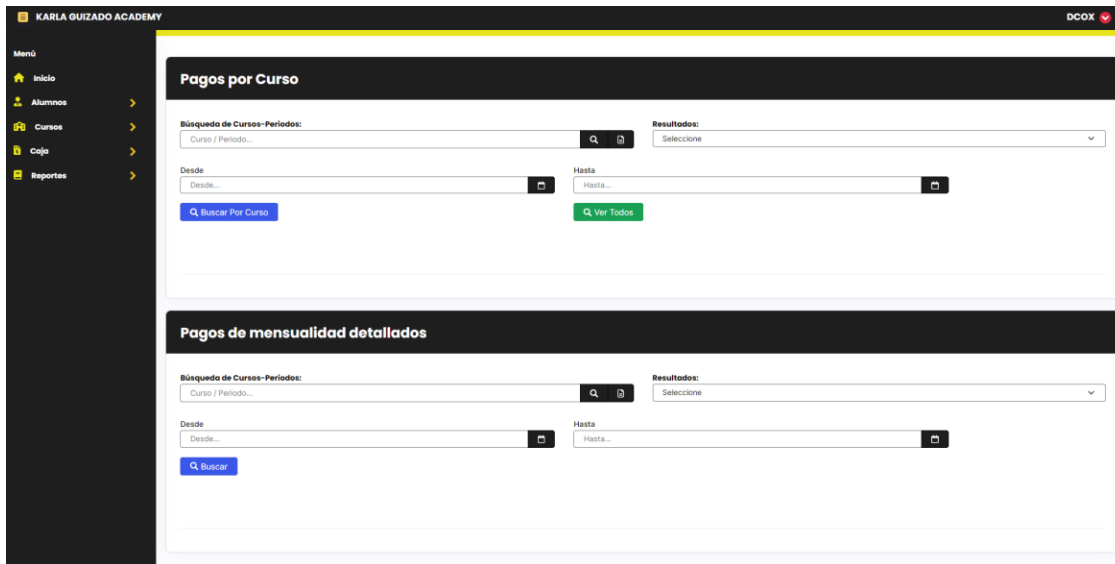 KARLA GUIZADO ACADEMY
DCOX
Menú
Inicio
Alumnos
Cursos
Caja
Reportes
Pagos por Curso
Búsqueda de Cursos-Periodos:
Resultados:
Curso / Periodo...
Seleccione
Desde
Hasta
Desde...
Hasta...
Buscar Por Curso
Ver Todos
Pagos de mensualidad detallados
Búsqueda de Cursos-Periodos:
Resultados:
Curso / Periodo...
Seleccione
Desde
Hasta
Desde...
Hasta...
Buscar